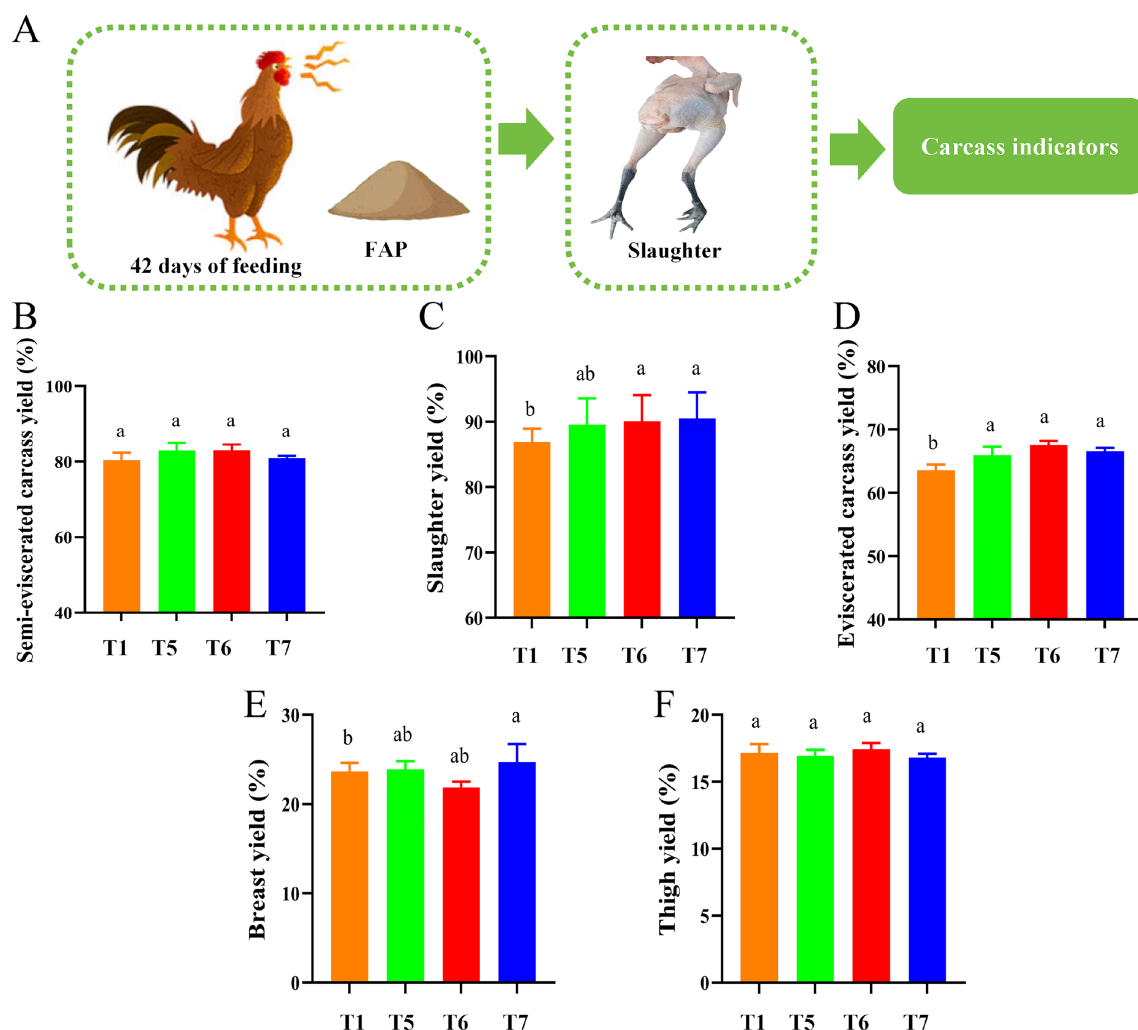 A
42 days of feeding
FAP
Slaughter
Carcass indicators
B
Semi-eviscerated carcass yield (%)
100
80
60
40
a
a
a
a
T1 T5 T6 T7
C
Slaughter yield (%)
100
90
80
70
60
b
ab
a
a
T1 T5 T6 T7
D
Eviscerated carcass yield (%)
80
70
60
50
40
b
a
a
a
T1 T5 T6 T7
E
Breast yield (%)
30
20
10
0
b
ab
ab
a
T1 T5 T6 T7
F
Thigh yield (%)
20
15
10
5
0
a
a
a
a
T1 T5 T6 T7